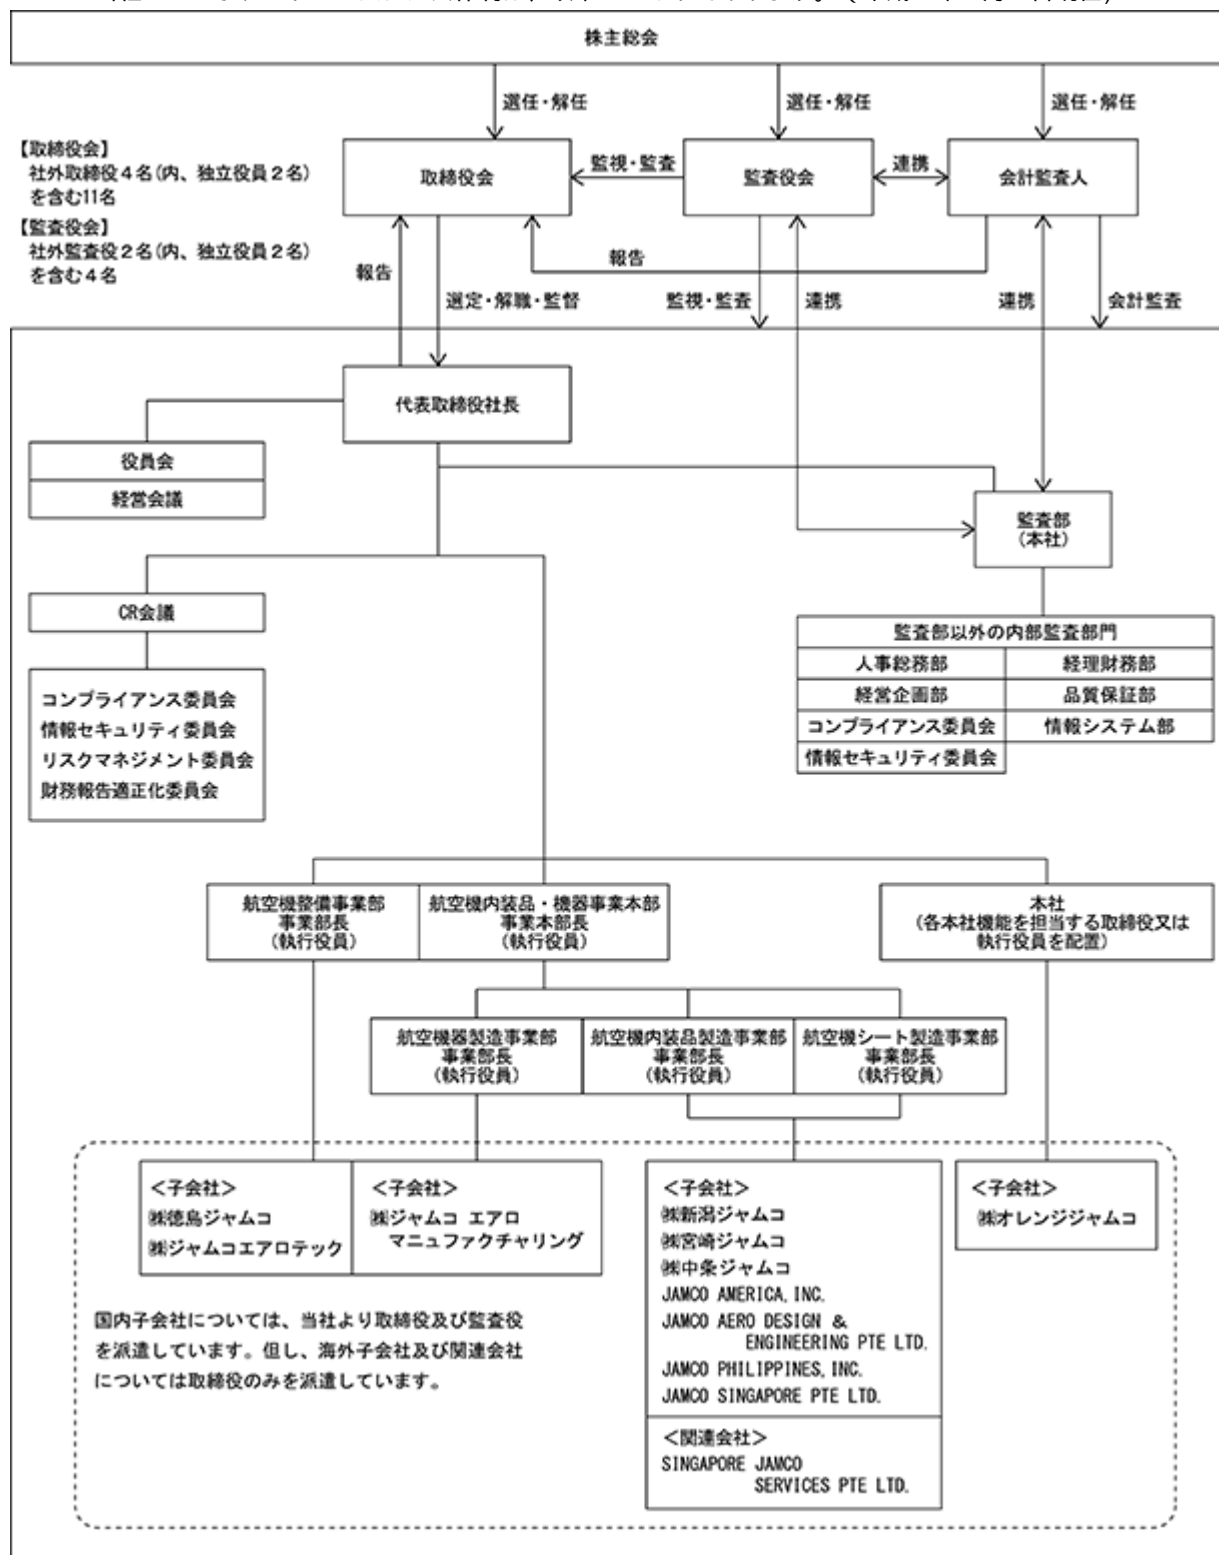 株主総会
選任・解任
選任・解任
選任・解任
【取締役会】
社外取締役４名(内、独立役員２名)
を含む11名
【監査役会】
社外監査役２名(内、独立役員２名)
を含む４名
取締役会
監視・監査
監査役会
連携
会計監査人
報告
報告
選定・解職・監督
監視・監査
連携
連携
会計監査
代表取締役社長
役員会
経営会議
監査部
(本社)
CR会議
コンプライアンス委員会
情報セキュリティ委員会
リスクマネジメント委員会
財務報告適正化委員会
監査部以外の内部監査部門
人事総務部
経理財務部
経営企画部
品質保証部
コンプライアンス委員会
情報システム部
情報セキュリティ委員会
航空機整備事業部
事業部長
(執行役員)
航空機内装品・機器事業本部
事業本部長
(執行役員)
本社
(各本社機能を担当する取締役又は
執行役員を配置)
航空機器製造事業部
事業部長
(執行役員)
航空機内装品製造事業部
事業部長
(執行役員)
航空機シート製造事業部
事業部長
(執行役員)
＜子会社＞
㈱徳島ジャムコ
㈱ジャムコエアロテック
＜子会社＞
㈱ジャムコ エアロ
マニュファクチャリング
＜子会社＞
㈱新潟ジャムコ
㈱宮崎ジャムコ
㈱中条ジャムコ
JAMCO AMERICA, INC.
JAMCO AERO DESIGN &
ENGINEERING PTE LTD.
JAMCO PHILIPPINES, INC.
JAMCO SINGAPORE PTE LTD.
＜関連会社＞
SINGAPORE JAMCO
SERVICES PTE LTD.
＜子会社＞
㈱オレンジジャムコ
国内子会社については、当社より取締役及び監査役
を派遣しています。但し、海外子会社及び関連会社
については取締役のみを派遣しています。